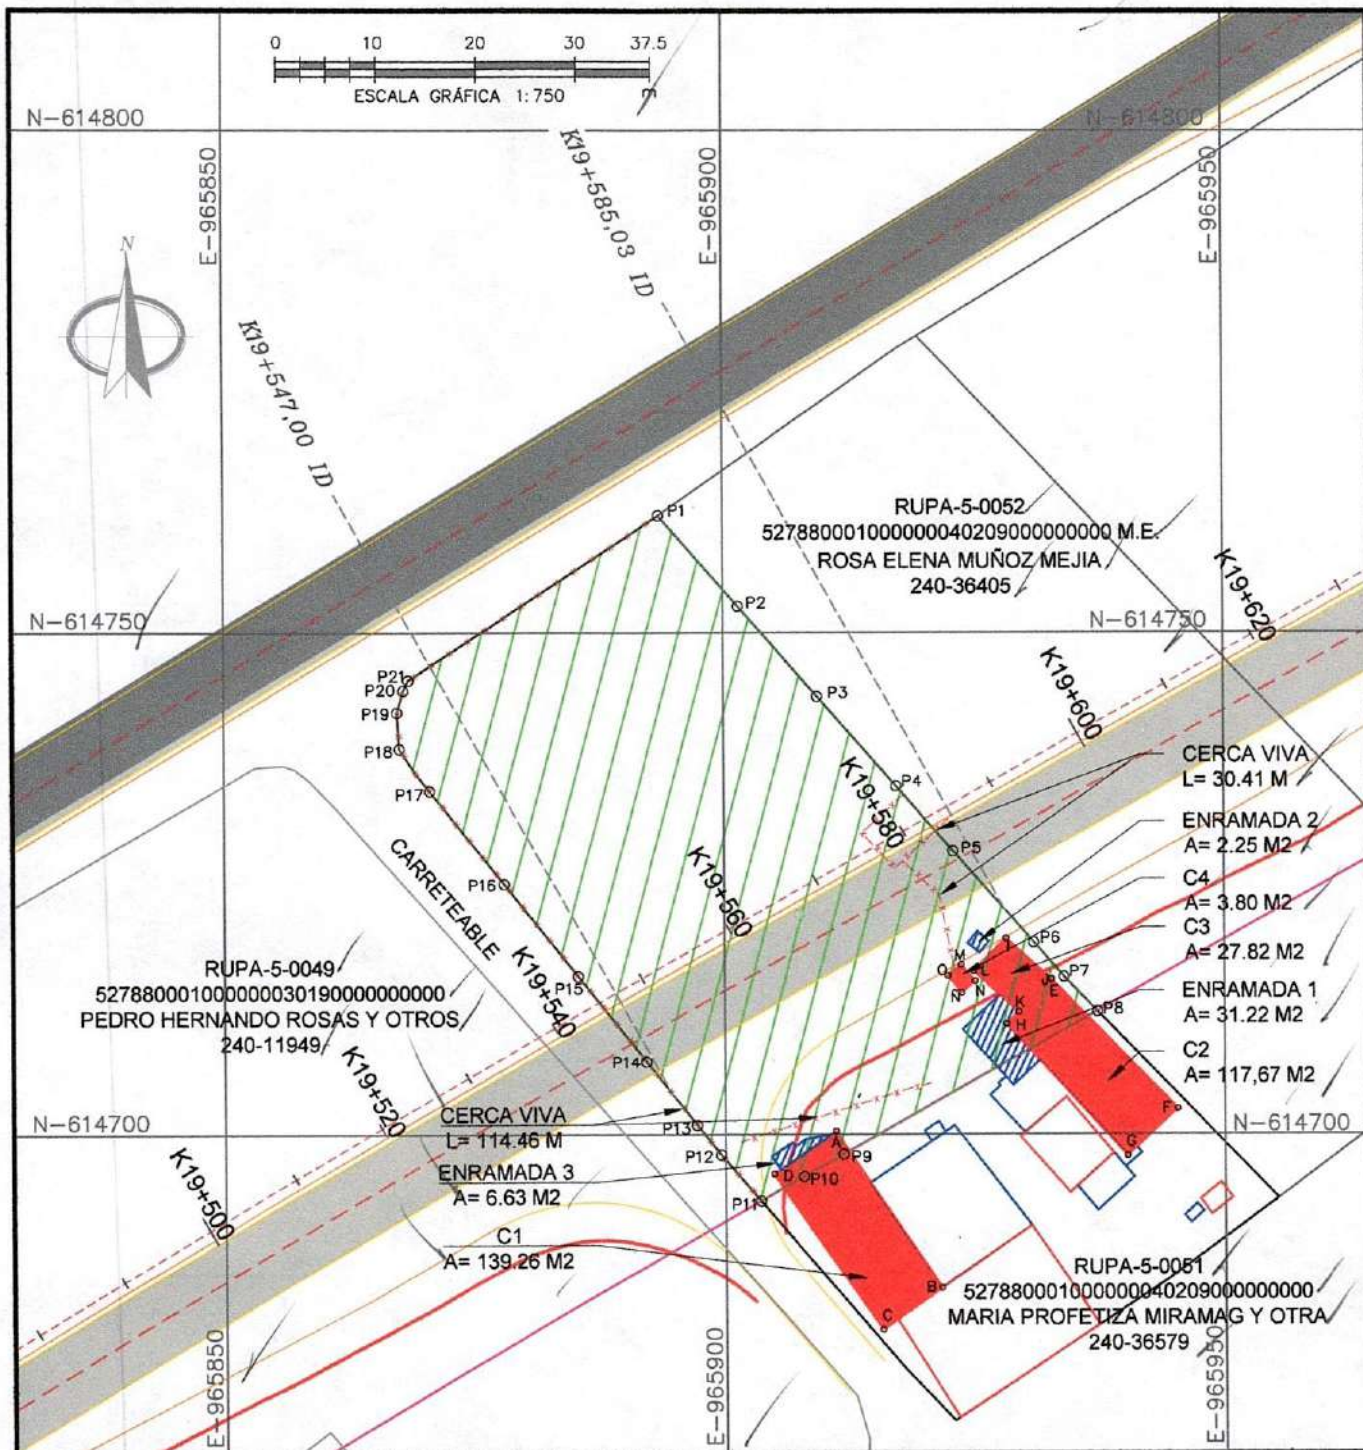 0 10 20 30 37.5
ESCALA GRÁFICA 1:750 m
N-614800
N-614800
E-965850
E-965900
E-965950
K19+585,03 ID
K19+547,00 ID
N
P1
RUPA-5-0052
527880001000000040209000000000 M.E.
ROSA ELENA MUÑOZ MEJIA
240-36405
K19+620
P2
N-614750
N-614750
K19+600
P21
P20
P3
P19
P18
CERCA VIVA
L= 30.41 M
P17
P4
K19+580
ENRAMADA 2
A= 2.25 M2
P5
CARRETEABLE
P16
K19+560
C4
A= 3.80 M2
C3
A= 27.82 M2
I
P6
M
O
L
J
E
P7
N
Ñ
RUPA-5-0049
527880001000000030190000000000
PEDRO HERNANDO ROSAS Y OTROS
240-11949
P15
K19+540
K
H
P8
ENRAMADA 1
A= 31.22 M2
C2
A= 117,67 M2
P14
F
K19+520
CERCA VIVA
L= 114.46 M
P13
N-614700
N-614700
G
A
P12
P9
K19+500
ENRAMADA 3
A= 6.63 M2
D
P10
P11
C1
A= 139.26 M2
B
C
RUPA-5-0051
527880001000000040209000000000
MARIA PROFETIZA MIRAMAG Y OTRA
240-36579
E-965850
E-965900
E-965950